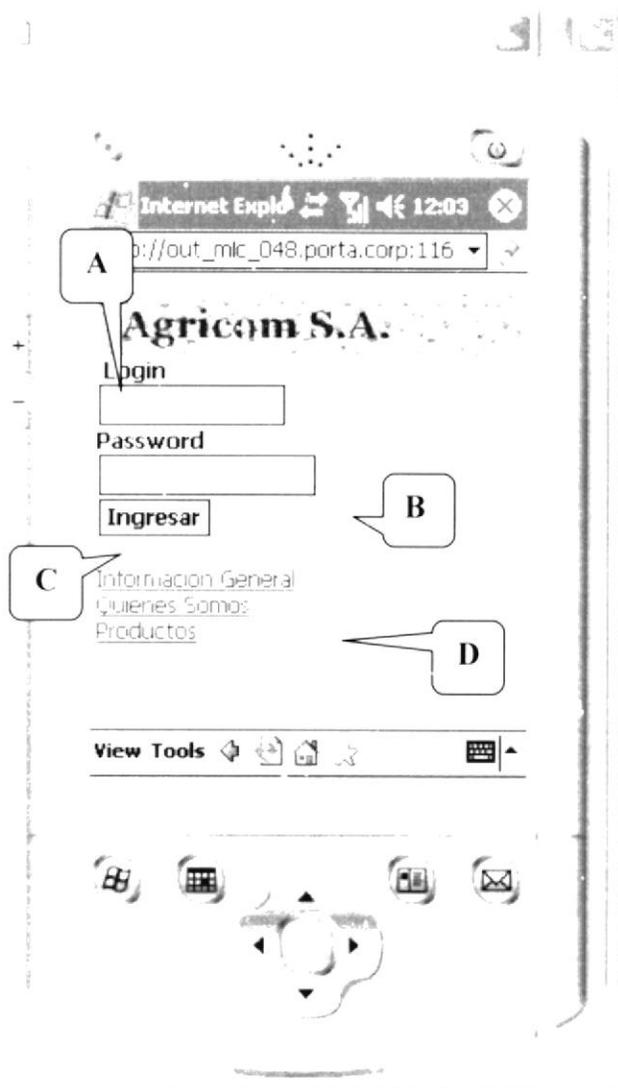 Internet Explo 12:03
A
p://out_mlc_048.porta.corp:116
Agricom S.A.
Login
Password
B
Ingresar
C
Informacion General
Quienes Somos
Productos
D
View Tools